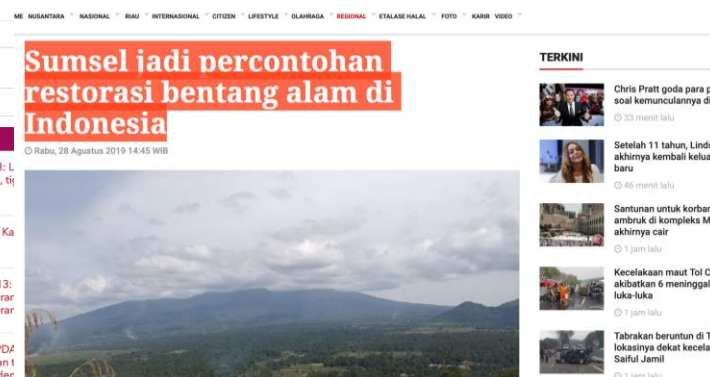 ME NUSANTARA NASIONAL RIAU INTERNASIONAL CITIZEN LIFESTYLE OLAHRAGA REGIONAL ETALASE HALAL FOTO KARIR VIDEO
Sumsel jadi percontohan
restorasi bentang alam di
Indonesia
Rabu, 28 Agustus 2019 14:45 WIB
TERKINI
Chris Pratt goda para p
soal kemunculannya di
33 menit lalu
Setelah 11 tahun, Linds
akhirnya kembali kelua
baru
46 menit lalu
Santunan untuk korban
ambruk di kompleks M
akhirnya cair
1 jam lalu
Kecelakaan maut Tol C
akibatkan 6 meninggal
luka-luka
1 jam lalu
Tabrakan beruntun di T
lokasinya dekat kecela
Saiful Jamil
1 jam lalu